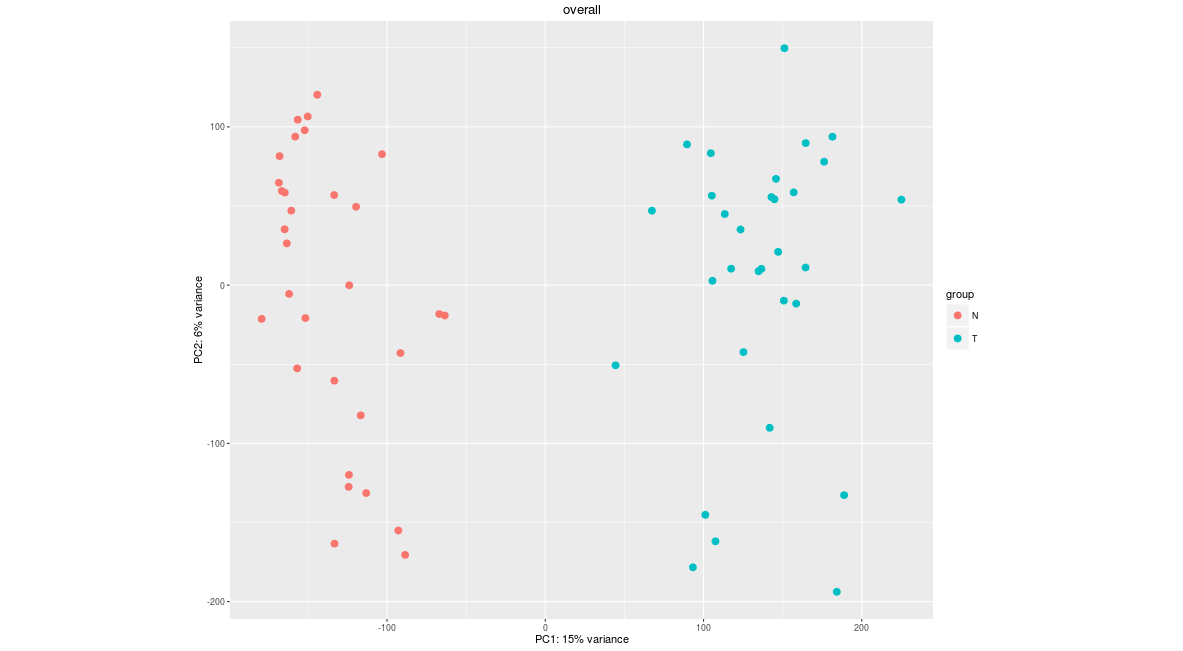 overall
100
0
-100
-200
PC2: 6% variance
-100
0
100
200
PC1: 15% variance
group
N
T